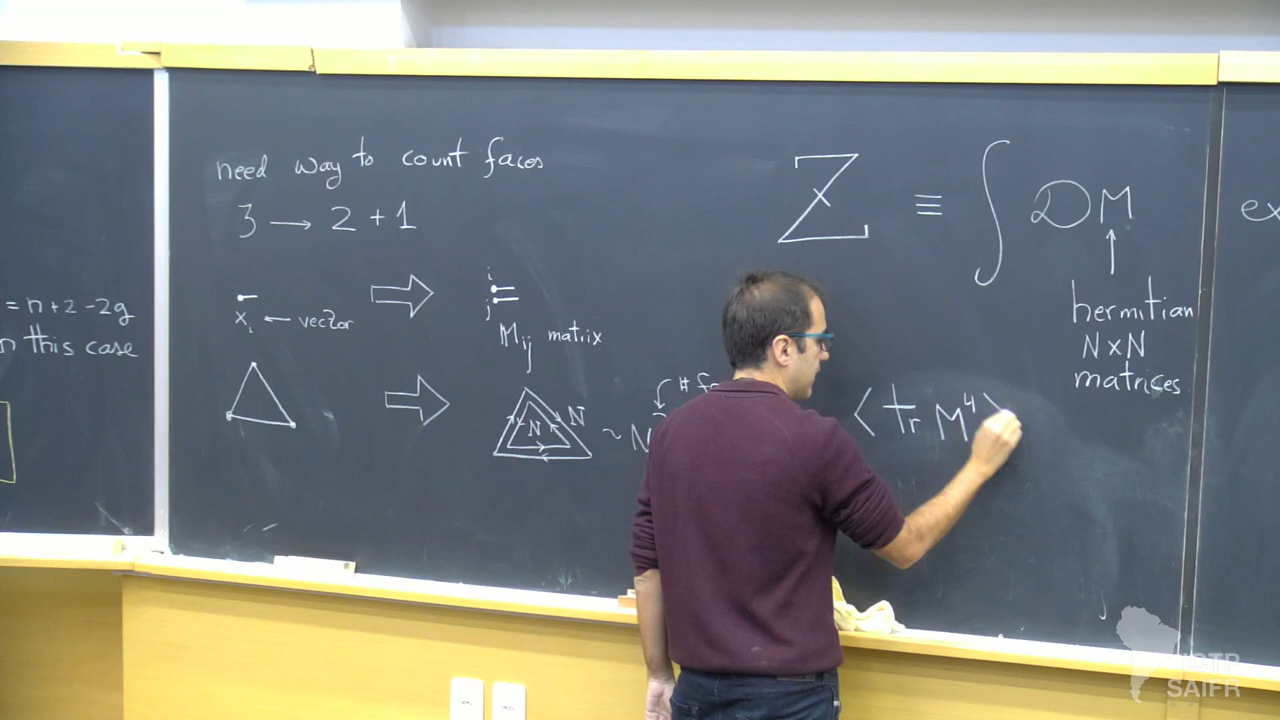 = n + 2 - 2g
this case
need way to count faces
3 → 2 + 1
x_i ← vector
i
j
M_ij matrix
N
N
~ N
#
Z ≡ ∫ DM
↑
hermitian
N x N
matrices
⟨ tr M^4 ⟩
ex
ICTP
SAIFR